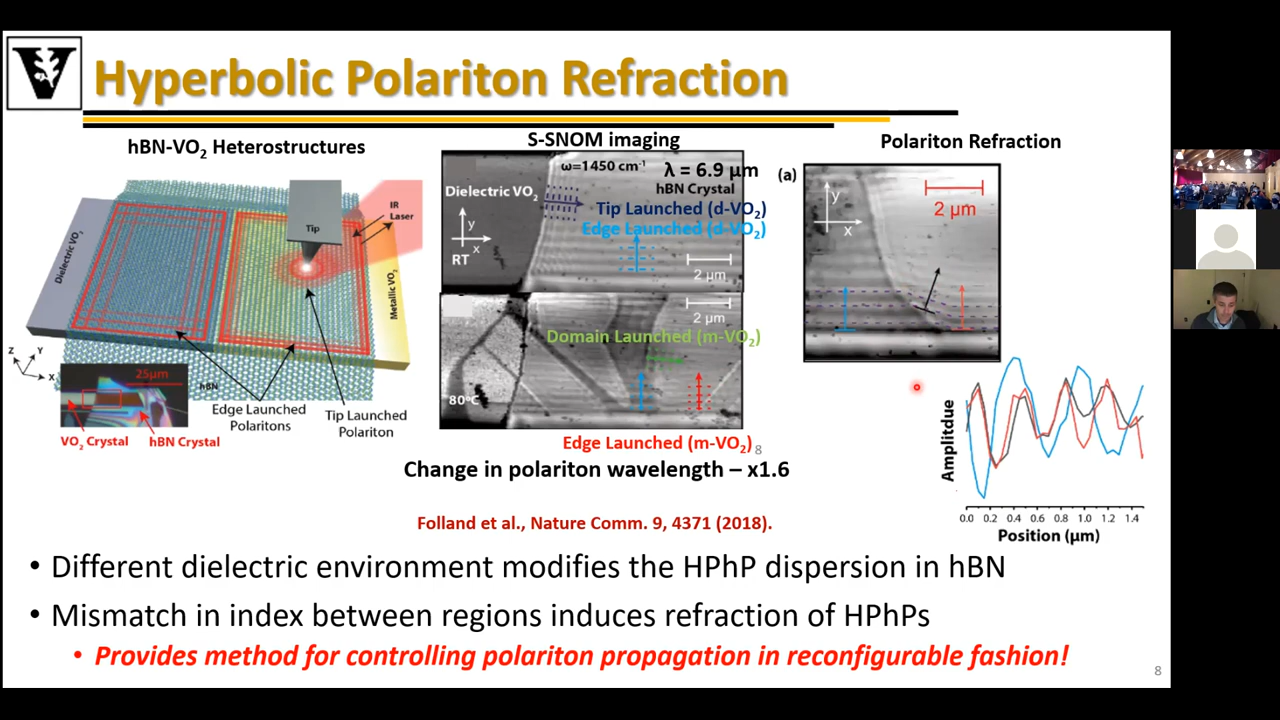 V
Hyperbolic Polariton Refraction
hBN-VO2 Heterostructures
Dielectric VO2
Tip
IR
Laser
Metallic VO2
hBN
Z
Y
X
25μm
VO2 Crystal
hBN Crystal
Edge Launched
Polaritons
Tip Launched
Polariton
S-SNOM imaging
ω=1450 cm-1
λ = 6.9 μm
Dielectric VO2
hBN Crystal
Tip Launched (d-VO2)
Edge Launched (d-VO2)
y
x
RT
2 μm
2 μm
Domain Launched (m-VO2)
80°C
Edge Launched (m-VO2)
8
Change in polariton wavelength – x1.6
Polariton Refraction
(a)
y
x
2 μm
Amplitdue
0.0 0.2 0.4 0.6 0.8 1.0 1.2 1.4
Position (μm)
Folland et al., Nature Comm. 9, 4371 (2018).
• Different dielectric environment modifies the HPhP dispersion in hBN
• Mismatch in index between regions induces refraction of HPhPs
• Provides method for controlling polariton propagation in reconfigurable fashion!
8